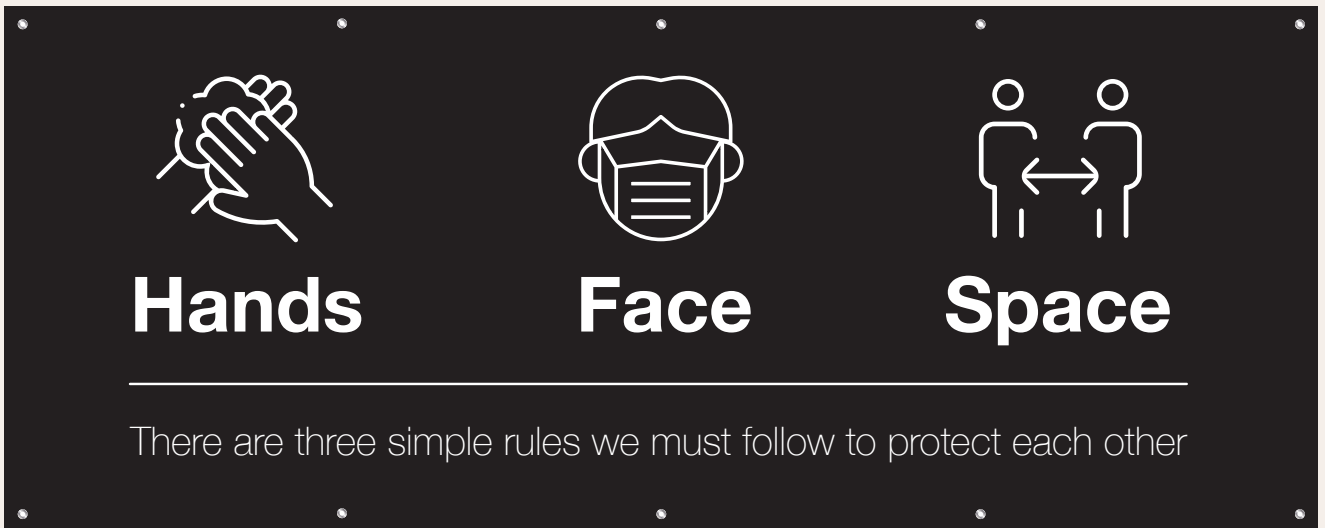 Hands Face Space
There are three simple rules we must follow to protect each other